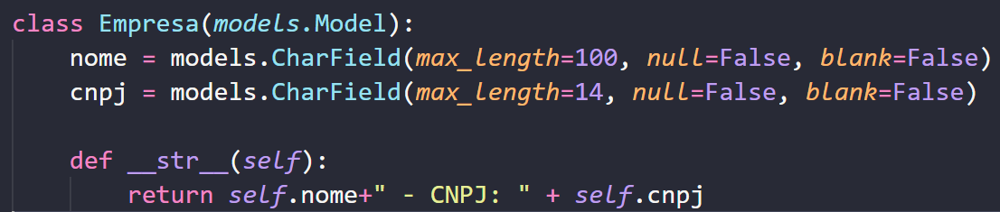 class Empresa(models.Model):
    nome = models.CharField(max_length=100, null=False, blank=False)
    cnpj = models.CharField(max_length=14, null=False, blank=False)

    def __str__(self):
        return self.nome+" - CNPJ: " + self.cnpj